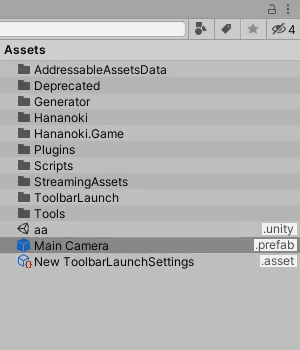 4
Assets
AddressableAssetsData
Deprecated
Generator
Hananoki
Hananoki.Game
Plugins
Scripts
StreamingAssets
ToolbarLaunch
Tools
aa .unity
Main Camera .prefab
New ToolbarLaunchSettings .asset